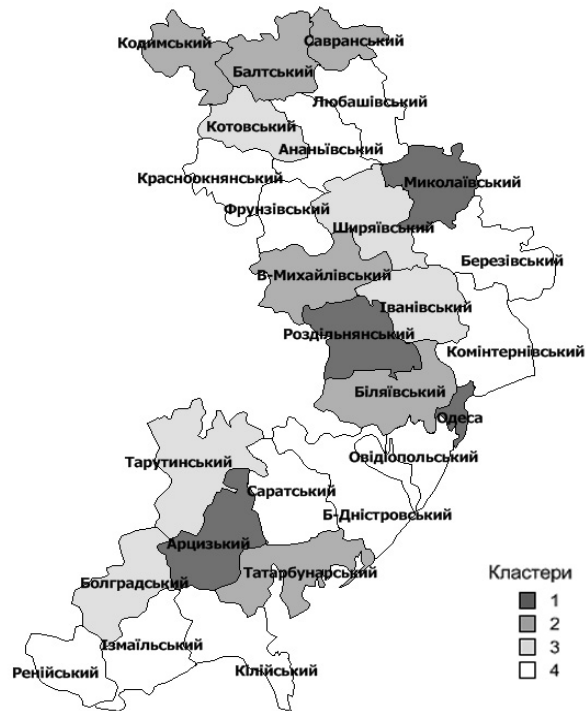 Кодимський
Савранський
Балтський
Любашівський
Котовський
Ананьївський
Красноокнянський
Миколаївський
Фрунзівський
Ширяївський
Березівський
В-Михайлівський
Іванівський
Роздільнянський
Комінтернівський
Біляївський
Одеса
Тарутинський
Овідіопольський
Саратський
Б-Дністровський
Арцизький
Болградський
Татарбунарський
Ізмаїльський
Ренійський
Кілійський
Кластери
1
2
3
4